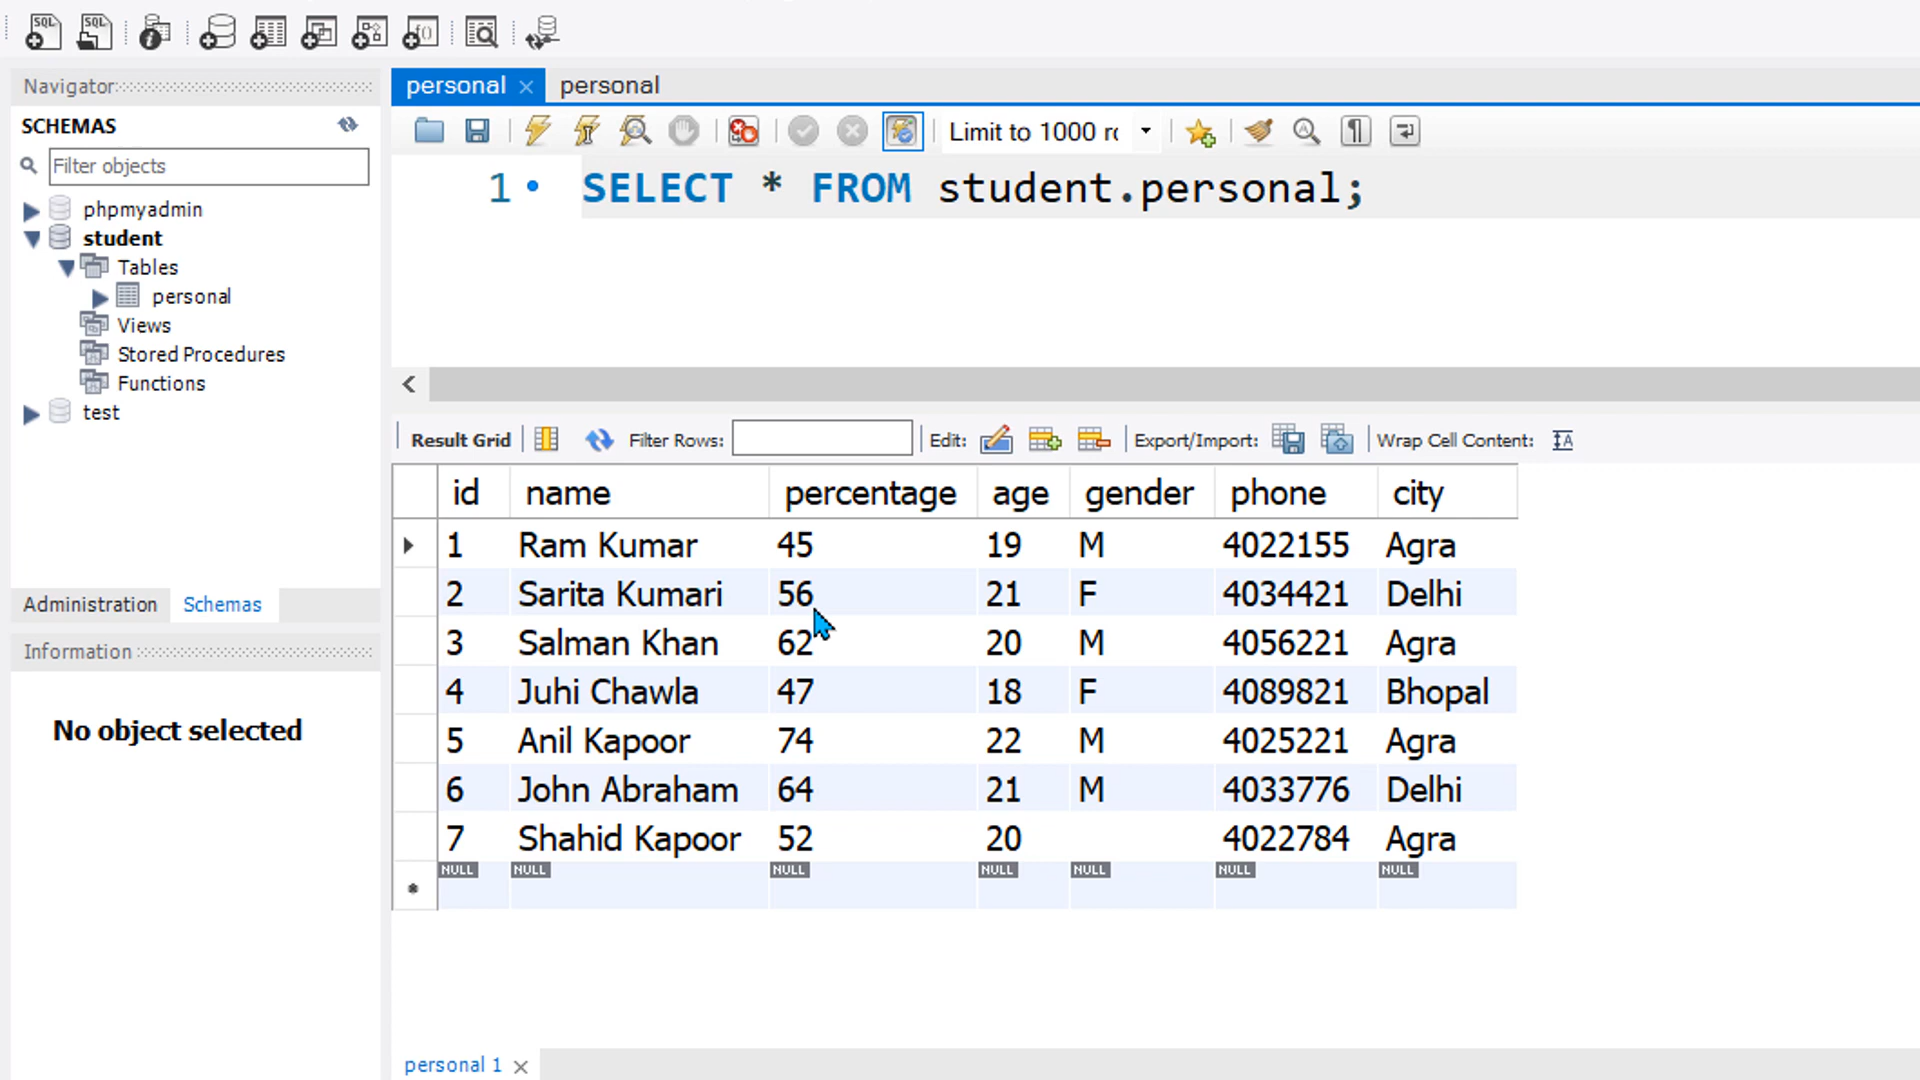 SQL SQL
Navigator
SCHEMAS
Filter objects
phpmyadmin
student
Tables
personal
Views
Stored Procedures
Functions
test
Administration Schemas
Information
No object selected
personal personal
Limit to 1000 rc
1 SELECT * FROM student.personal;
Result Grid Filter Rows: Edit: Export/Import: Wrap Cell Content:
id name percentage age gender phone city
1 Ram Kumar 45 19 M 4022155 Agra
2 Sarita Kumari 56 21 F 4034421 Delhi
3 Salman Khan 62 20 M 4056221 Agra
4 Juhi Chawla 47 18 F 4089821 Bhopal
5 Anil Kapoor 74 22 M 4025221 Agra
6 John Abraham 64 21 M 4033776 Delhi
7 Shahid Kapoor 52 20 4022784 Agra
NULL NULL NULL NULL NULL NULL NULL
personal 1